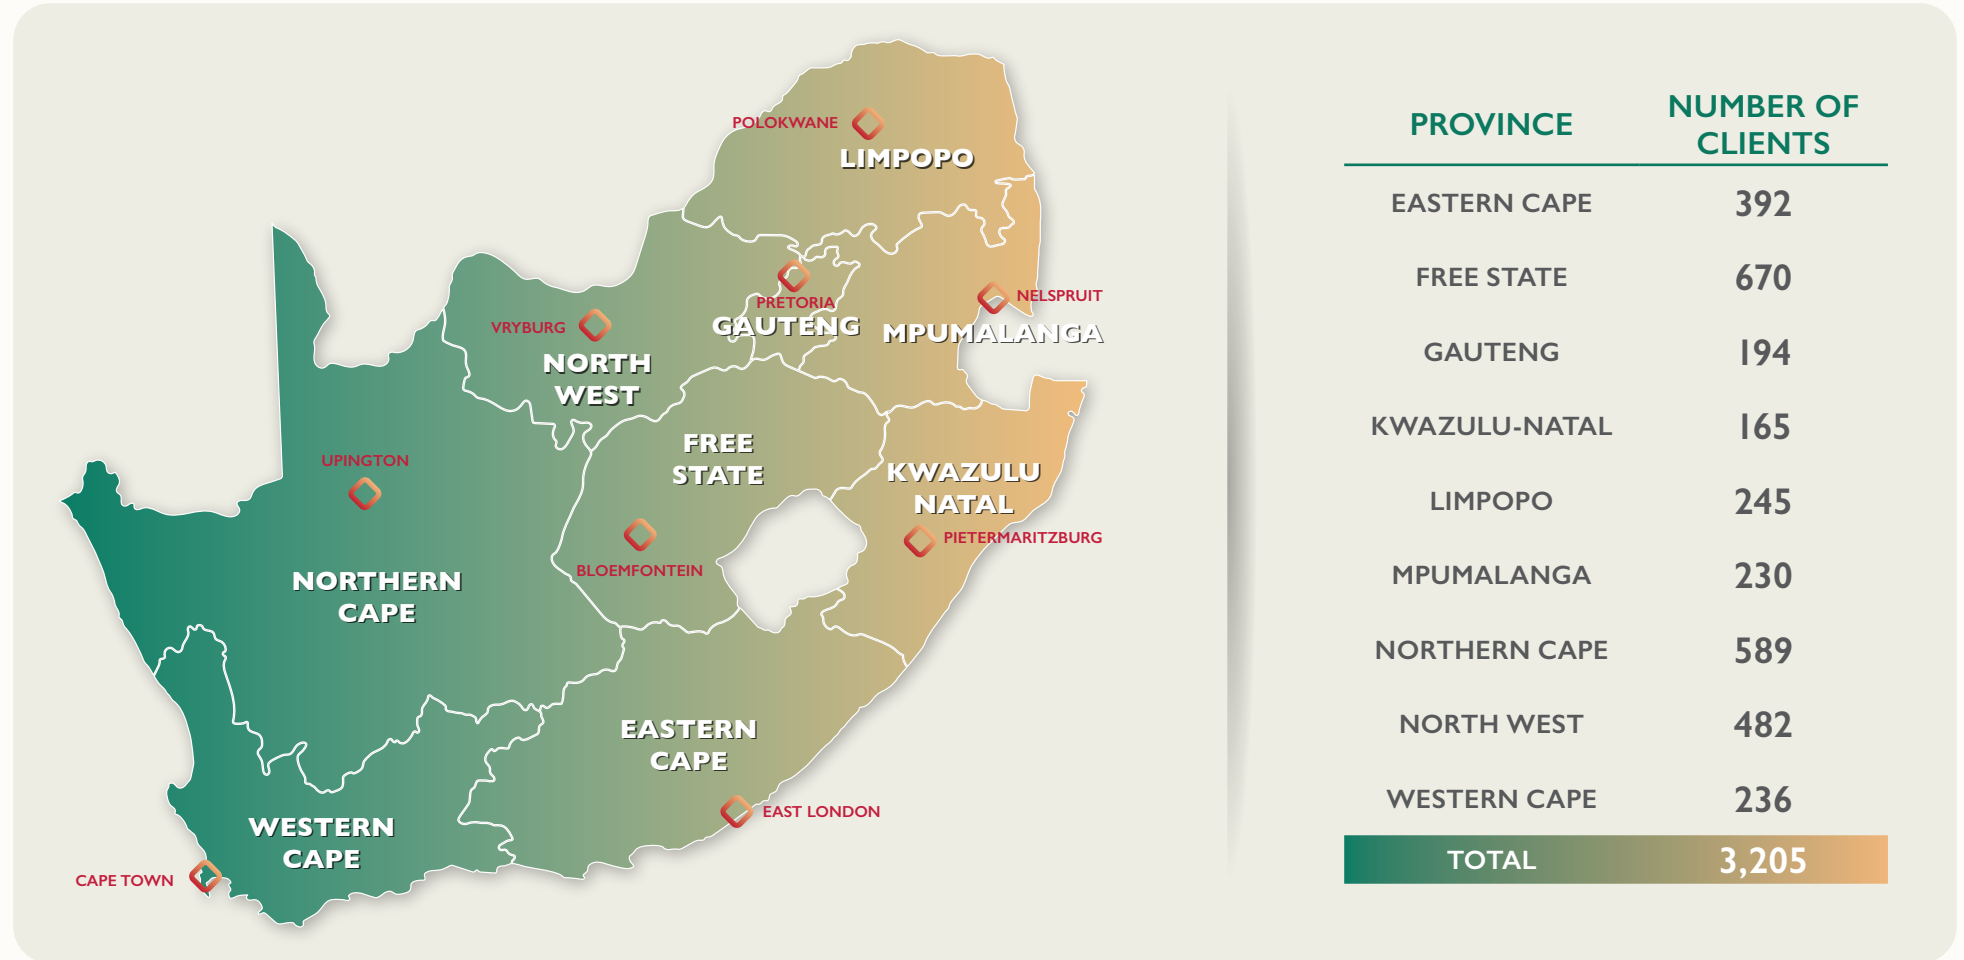 POLOKWANE
LIMPOPO
PRETORIA
GAUTENG
NELSPRUIT
MPUMALANGA
VRYBURG
NORTH
WEST
FREE
STATE
BLOEMFONTEIN
KWAZULU
NATAL
PIETERMARITZBURG
UPINGTON
NORTHERN
CAPE
EASTERN
CAPE
EAST LONDON
WESTERN
CAPE
CAPE TOWN
PROVINCE NUMBER OF
CLIENTS
EASTERN CAPE 392
FREE STATE 670
GAUTENG 194
KWAZULU-NATAL 165
LIMPOPO 245
MPUMALANGA 230
NORTHERN CAPE 589
NORTH WEST 482
WESTERN CAPE 236
TOTAL 3,205